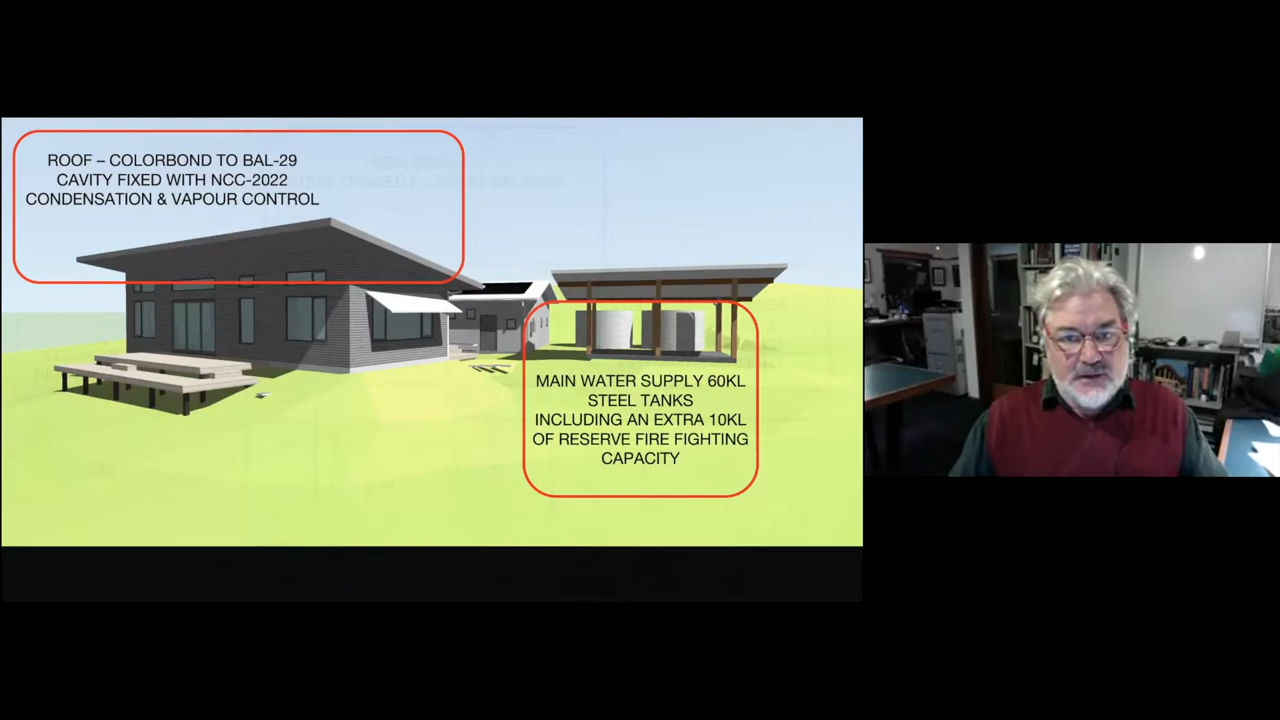 ROOF – COLORBOND TO BAL-29
CAVITY FIXED WITH NCC-2022
CONDENSATION & VAPOUR CONTROL
MAIN WATER SUPPLY 60KL
STEEL TANKS
INCLUDING AN EXTRA 10KL
OF RESERVE FIRE FIGHTING
CAPACITY